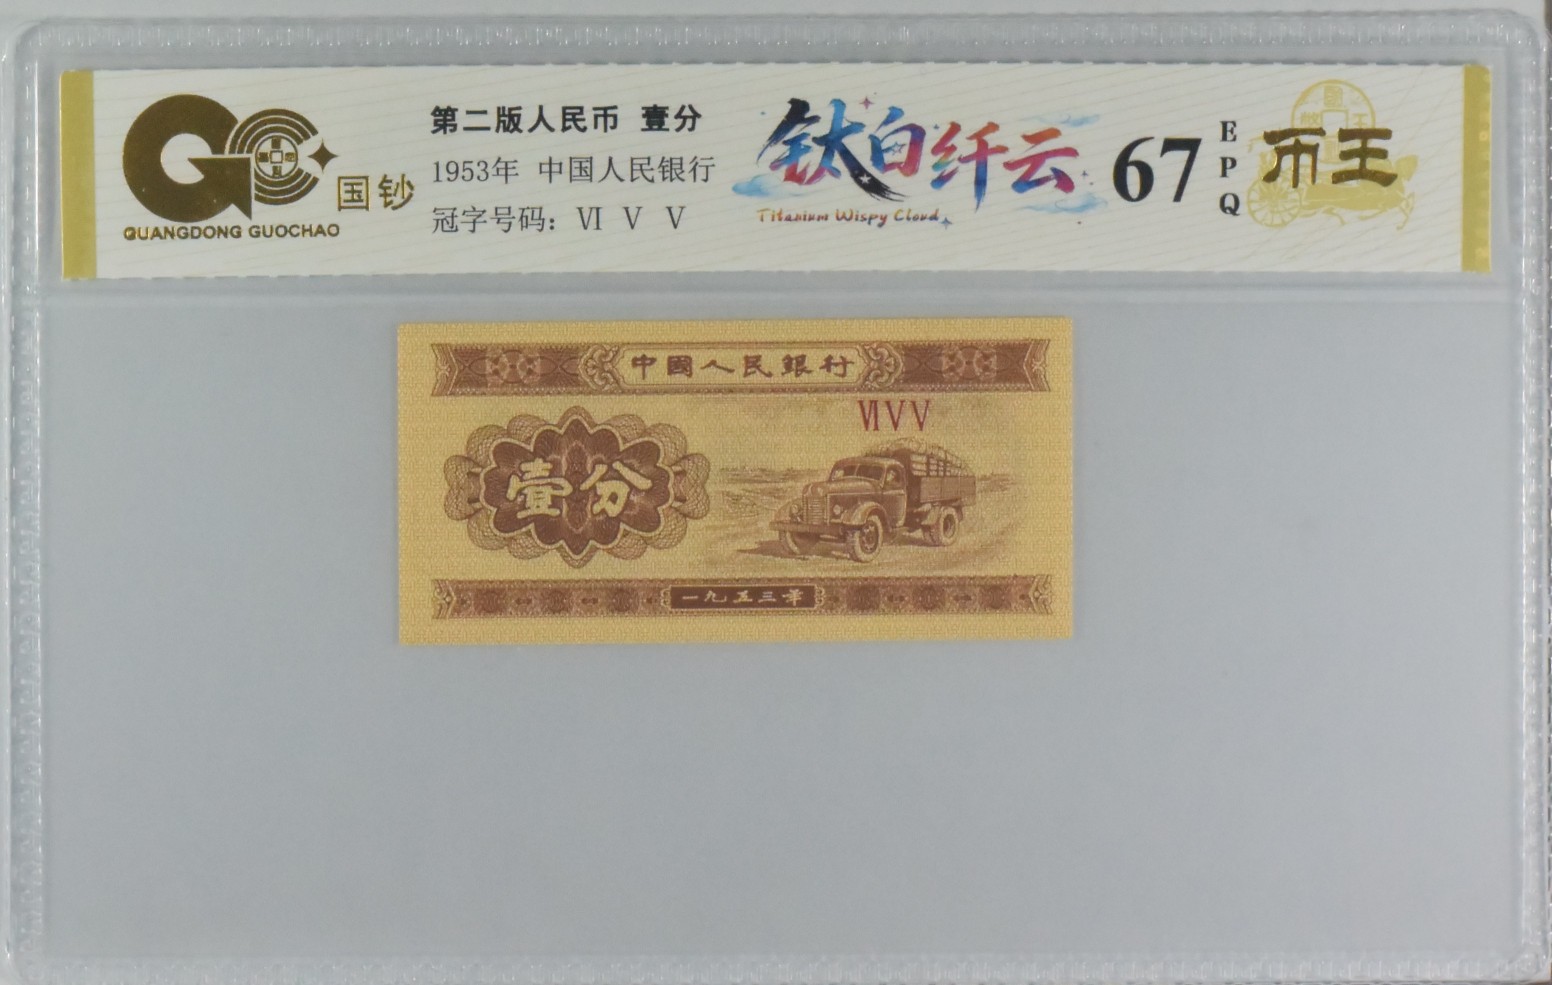 国钞
QUANGDONG GUOCHAO
第二版人民币 壹分
1953年 中国人民银行
冠字号码：Ⅵ Ⅴ Ⅴ
钛白纤云
Titanium Wispy Cloud
67
EPQ
币王
中國人民銀行
ⅥⅤⅤ
壹分
一九五三年